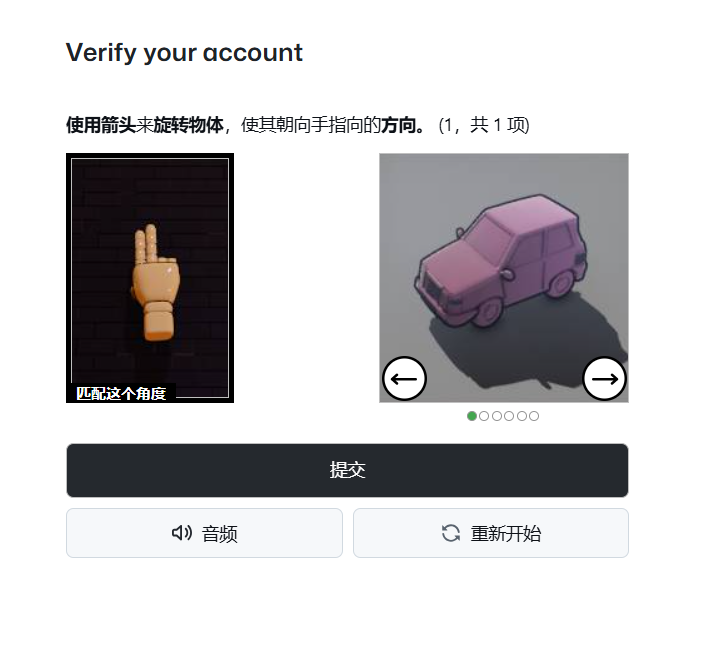 Verify your account
使用箭头来旋转物体，使其朝向手指向的方向。 (1，共 1 项)
匹配这个角度
提交
音频
重新开始